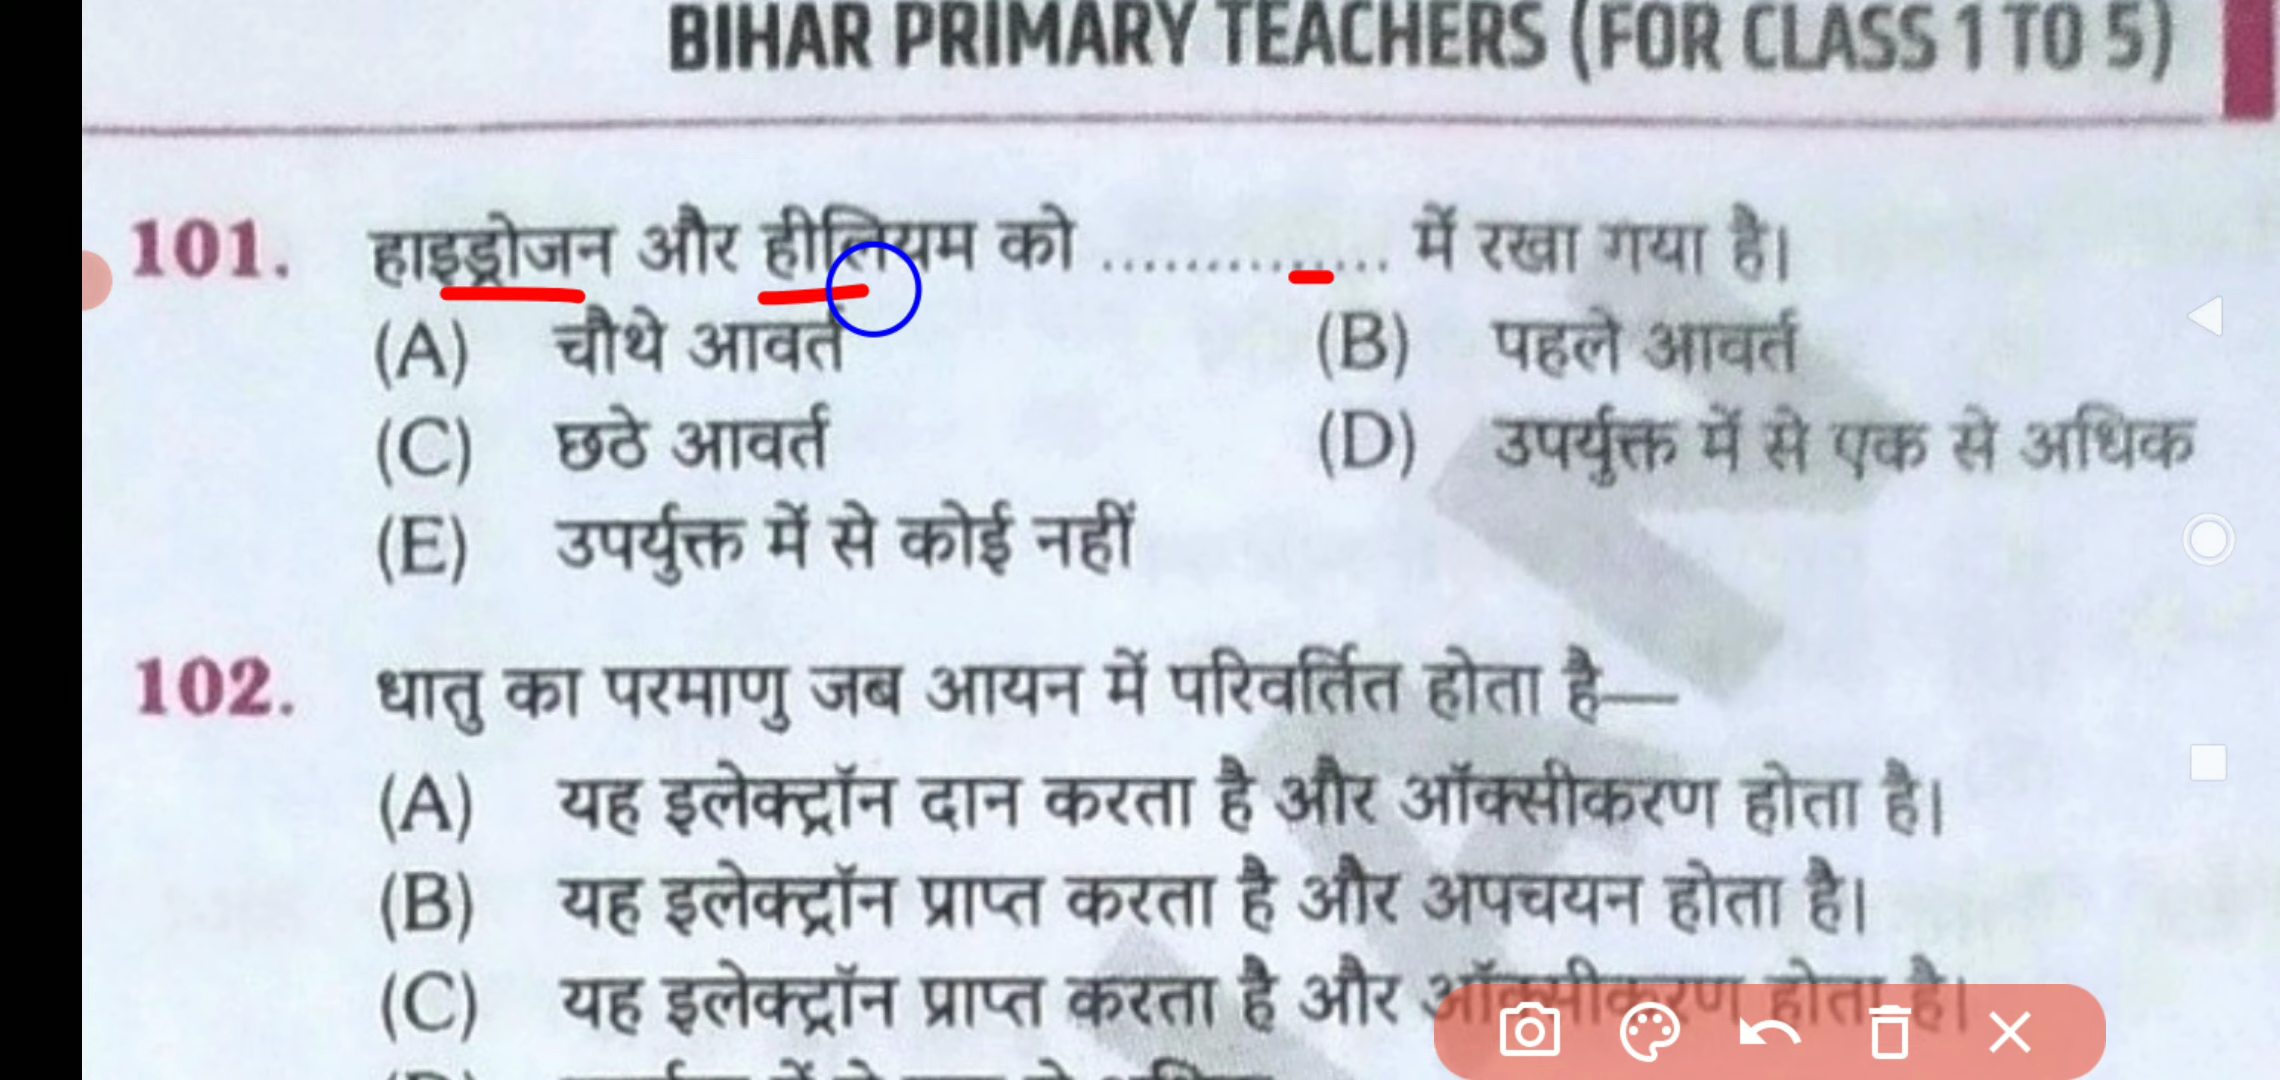 BIHAR PRIMARY TEACHERS (FOR CLASS 1 TO 5)
101. हाइड्रोजन और हीलियम को .............. में रखा गया है।
(A) चौथे आवर्त (B) पहले आवर्त
(C) छठे आवर्त (D) उपर्युक्त में से एक से अधिक
(E) उपर्युक्त में से कोई नहीं
102. धातु का परमाणु जब आयन में परिवर्तित होता है—
(A) यह इलेक्ट्रॉन दान करता है और ऑक्सीकरण होता है।
(B) यह इलेक्ट्रॉन प्राप्त करता है और अपचयन होता है।
(C) यह इलेक्ट्रॉन प्राप्त करता है और ऑक्सीकरण होता है।